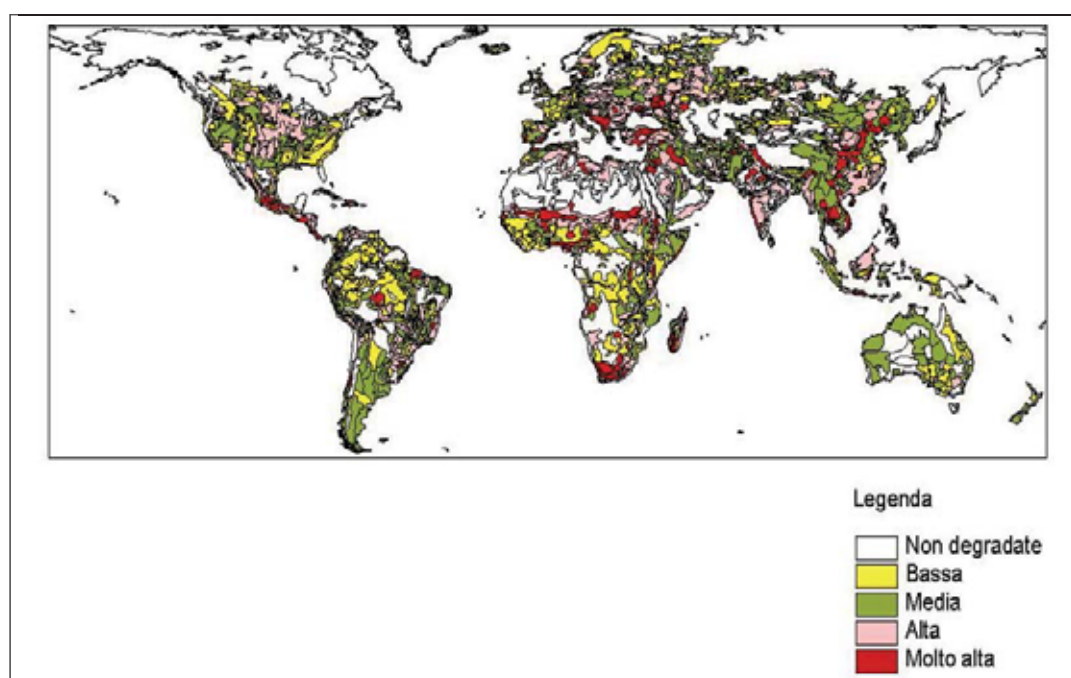 Legenda
Non degradate
Bassa
Media
Alta
Molto alta